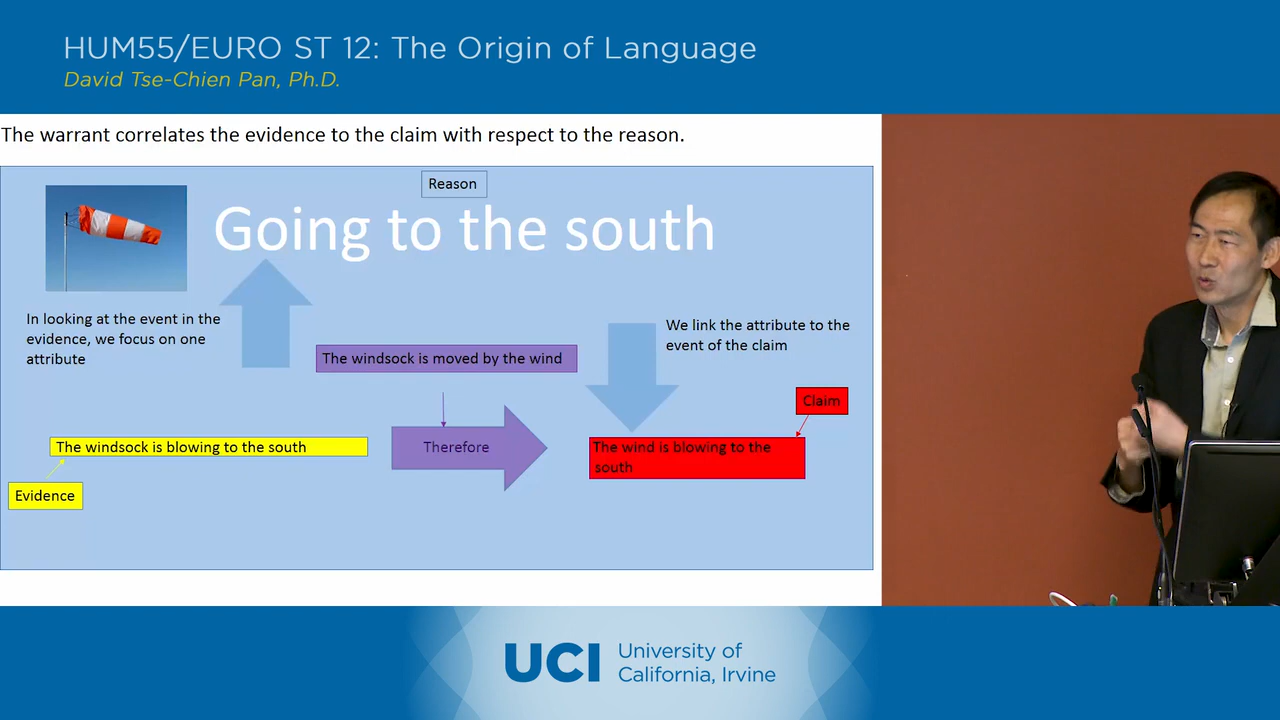 HUM55/EURO ST 12: The Origin of Language
David Tse-Chien Pan, Ph.D.
The warrant correlates the evidence to the claim with respect to the reason.
Reason
Going to the south
In looking at the event in the
evidence, we focus on one
attribute
We link the attribute to the
event of the claim
The windsock is moved by the wind
Claim
The windsock is blowing to the south
Therefore
The wind is blowing to the
south
Evidence
UCI
University of
California, Irvine